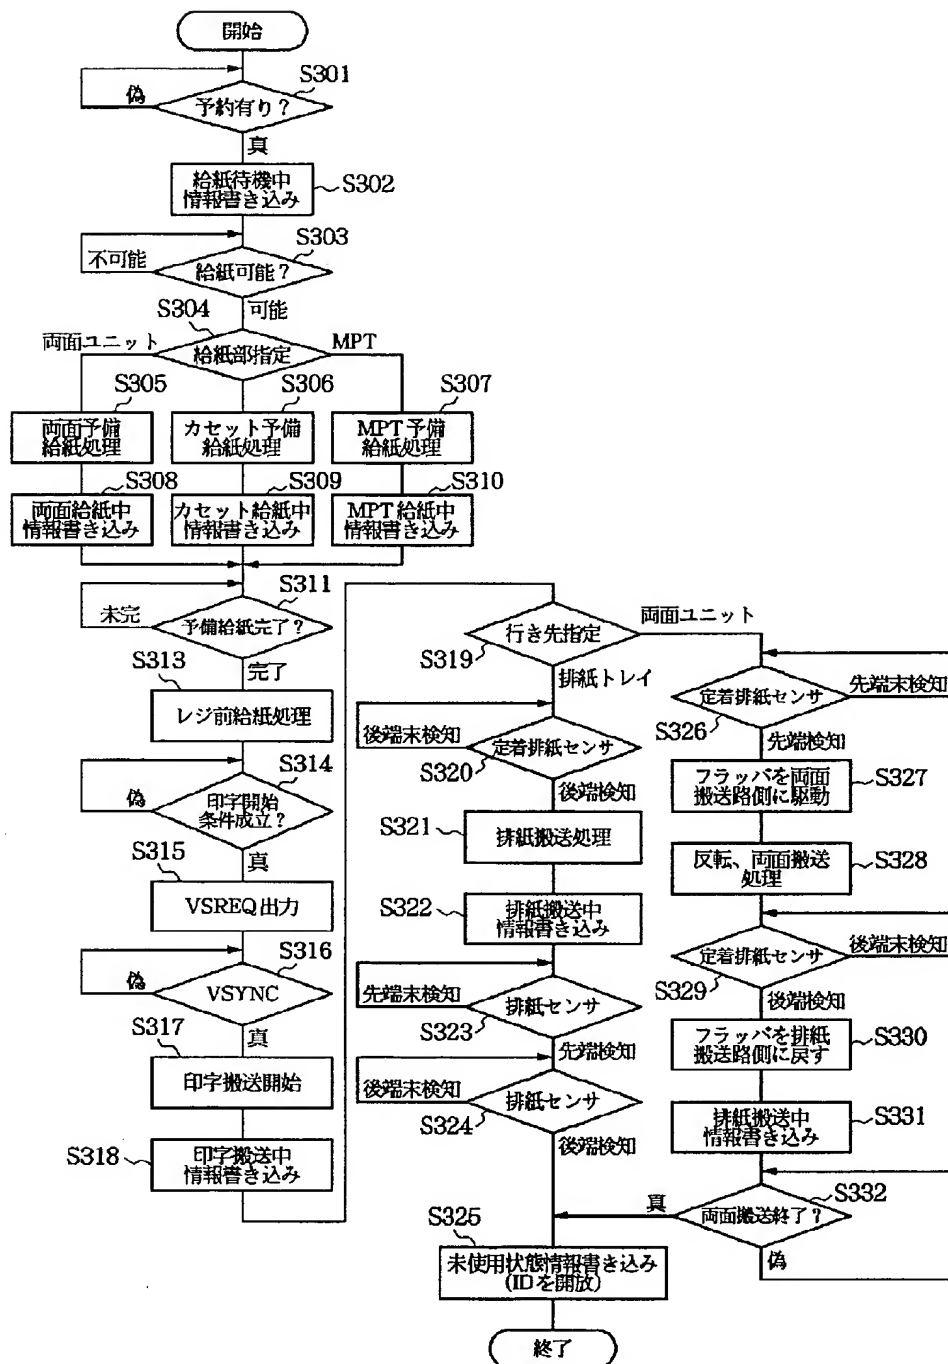 開始
S301
偽
予約有り?
真
給紙待機中
情報書き込み
S302
S303
不可能
給紙可能?
可能
S304
両面ユニット
給紙部指定
MPT
S305
S306
S307
両面予備
給紙処理
カセット予備
給紙処理
MPT予備
給紙処理
S308
S309
S310
両面給紙中
情報書き込み
カセット給紙中
情報書き込み
MPT給紙中
情報書き込み
S311
未完
予備給紙完了?
完了
S313
レジ前給紙処理
S314
偽
印字開始
条件成立?
真
S315
VSREQ出力
S316
偽
VSYNC
真
S317
印字搬送開始
S318
印字搬送中
情報書き込み
行き先指定
両面ユニット
S319
排紙トレイ
後端末検知
定着排紙センサ
S320
後端検知
S321
排紙搬送処理
S322
排紙搬送中
情報書き込み
先端末検知
排紙センサ
S323
先端検知
後端末検知
排紙センサ
S324
後端検知
定着排紙センサ
先端末検知
S326
先端検知
フラッパを両面
搬送路側に駆動
S327
反転、両面搬送
処理
S328
定着排紙センサ
後端末検知
S329
後端検知
フラッパを排紙
搬送路側に戻す
S330
排紙搬送中
情報書き込み
S331
S332
真
両面搬送終了?
偽
S325
未使用状態情報書き込み
(IDを開放)
終了